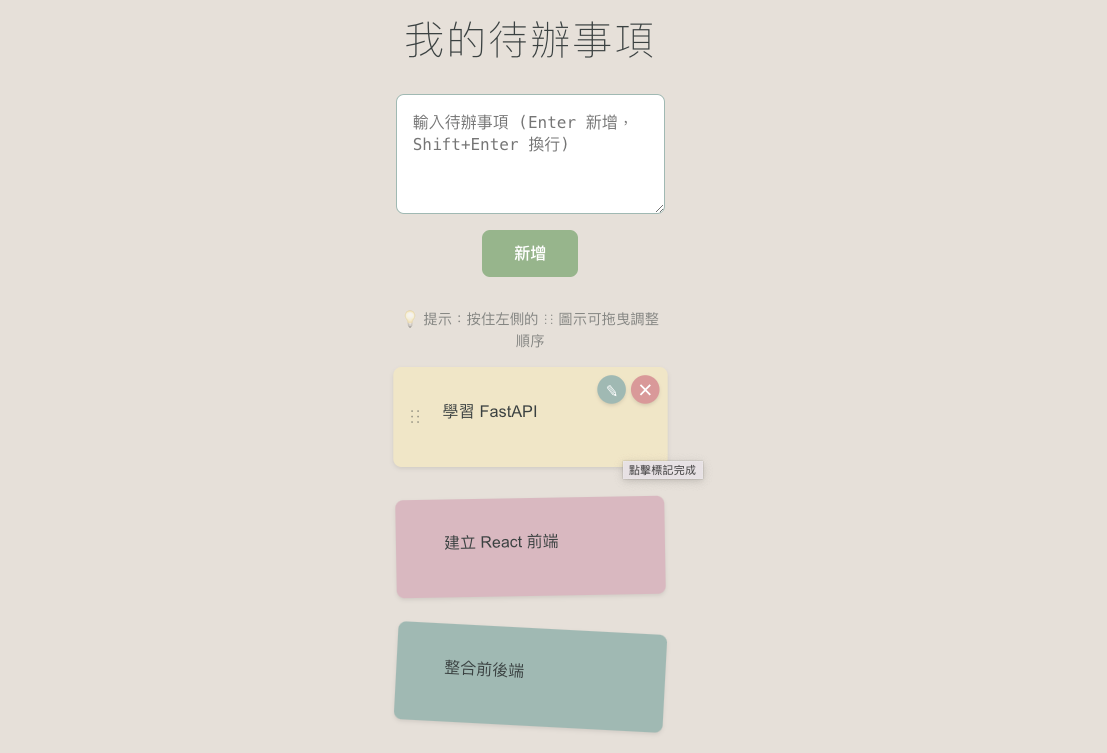 我的待辦事項
輸入待辦事項 (Enter 新增，
Shift+Enter 換行)
新增
💡 提示：按住左側的 ⁝⁝ 圖示可拖曳調整
順序
學習 FastAPI
點擊標記完成
建立 React 前端
整合前後端